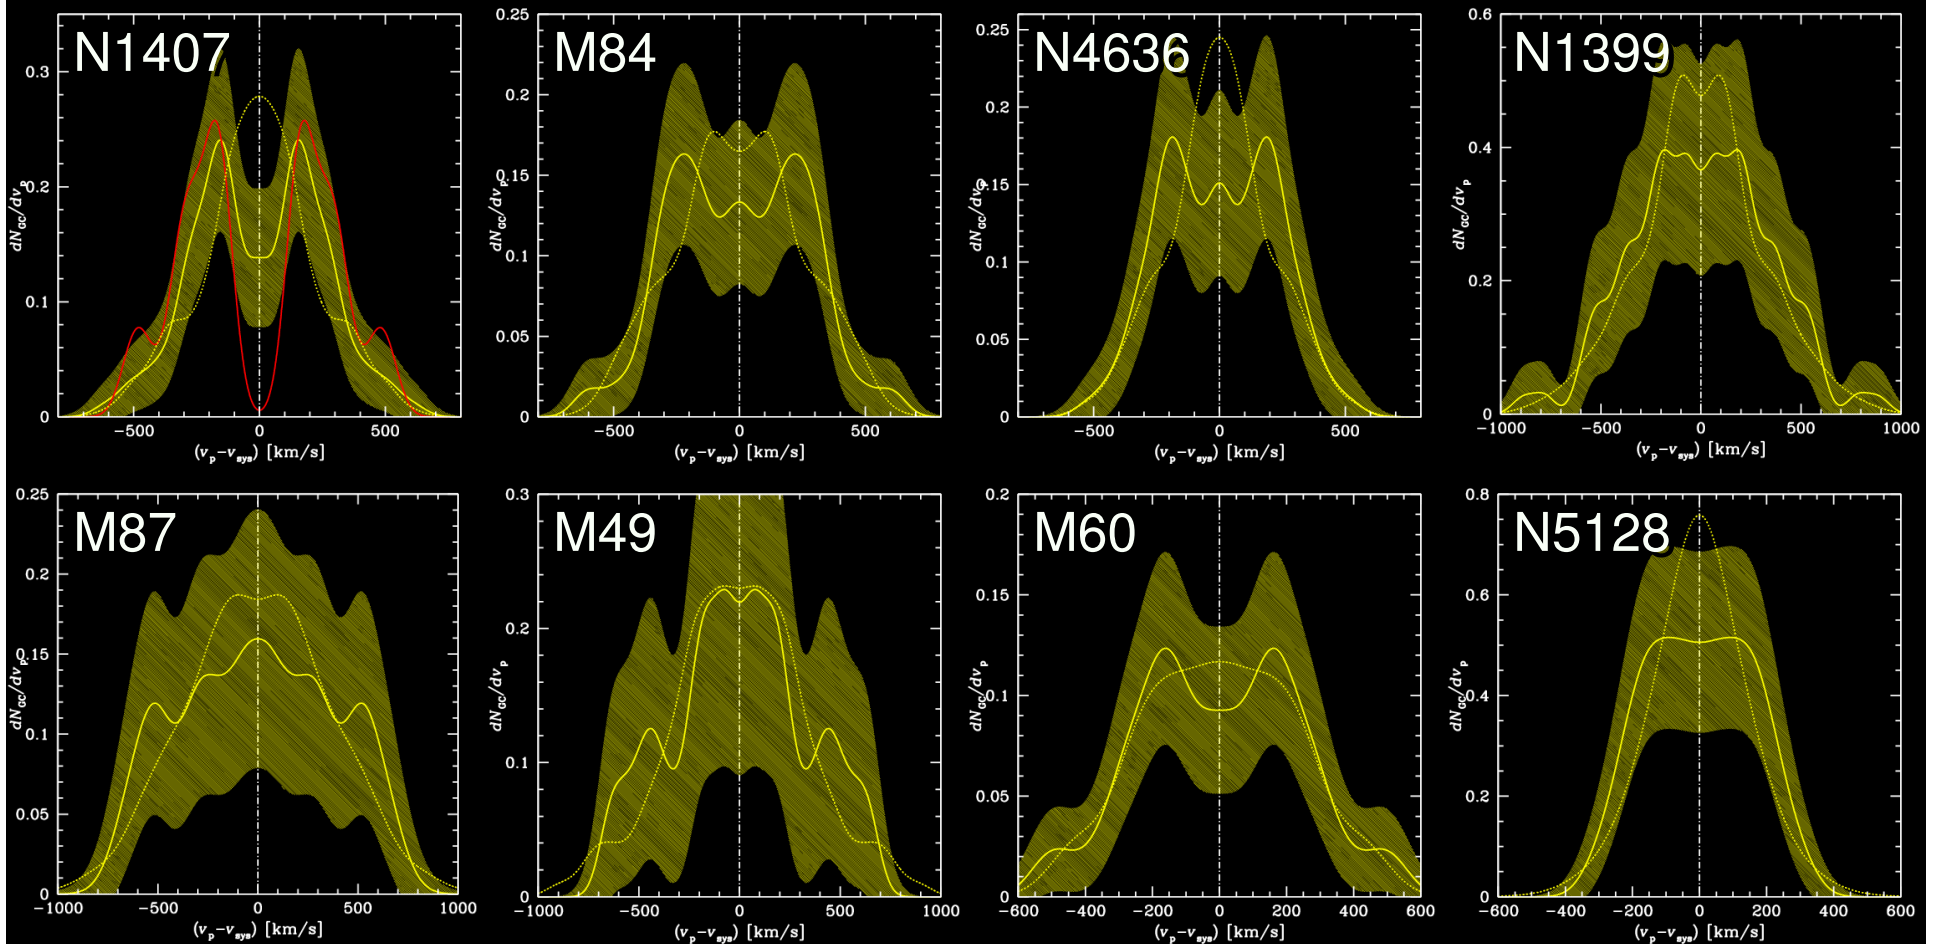 N1407
0.3
0.2
0.1
0
dN_GC/dv_p
−500 0 500
(v_p−v_sys) [km/s]
M84
0.25
0.2
0.15
0.1
0.05
0
dN_GC/dv_p
−500 0 500
(v_p−v_sys) [km/s]
N4636
0.25
0.2
0.15
0.1
0.05
0
dN_GC/dv_p
−500 0 500
(v_p−v_sys) [km/s]
N1399
0.6
0.4
0.2
0
dN_GC/dv_p
−1000 −500 0 500 1000
(v_p−v_sys) [km/s]
M87
0.25
0.2
0.15
0.1
0.05
0
dN_GC/dv_p
−1000 −500 0 500 1000
(v_p−v_sys) [km/s]
M49
0.3
0.2
0.1
0
dN_GC/dv_p
−1000 −500 0 500 1000
(v_p−v_sys) [km/s]
M60
0.2
0.15
0.1
0.05
0
dN_GC/dv_p
−600 −400 −200 0 200 400 600
(v_p−v_sys) [km/s]
N5128
0.8
0.6
0.4
0.2
0
dN_GC/dv_p
−600 −400 −200 0 200 400 600
(v_p−v_sys) [km/s]